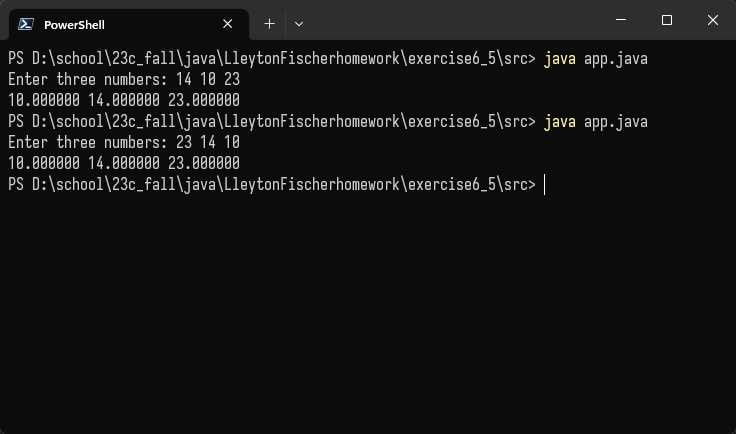 PowerShell
PS D:\school\23c_fall\java\LleytonFischerhomework\exercise6_5\src> java app.java
Enter three numbers: 14 10 23
10.000000 14.000000 23.000000
PS D:\school\23c_fall\java\LleytonFischerhomework\exercise6_5\src> java app.java
Enter three numbers: 23 14 10
10.000000 14.000000 23.000000
PS D:\school\23c_fall\java\LleytonFischerhomework\exercise6_5\src>